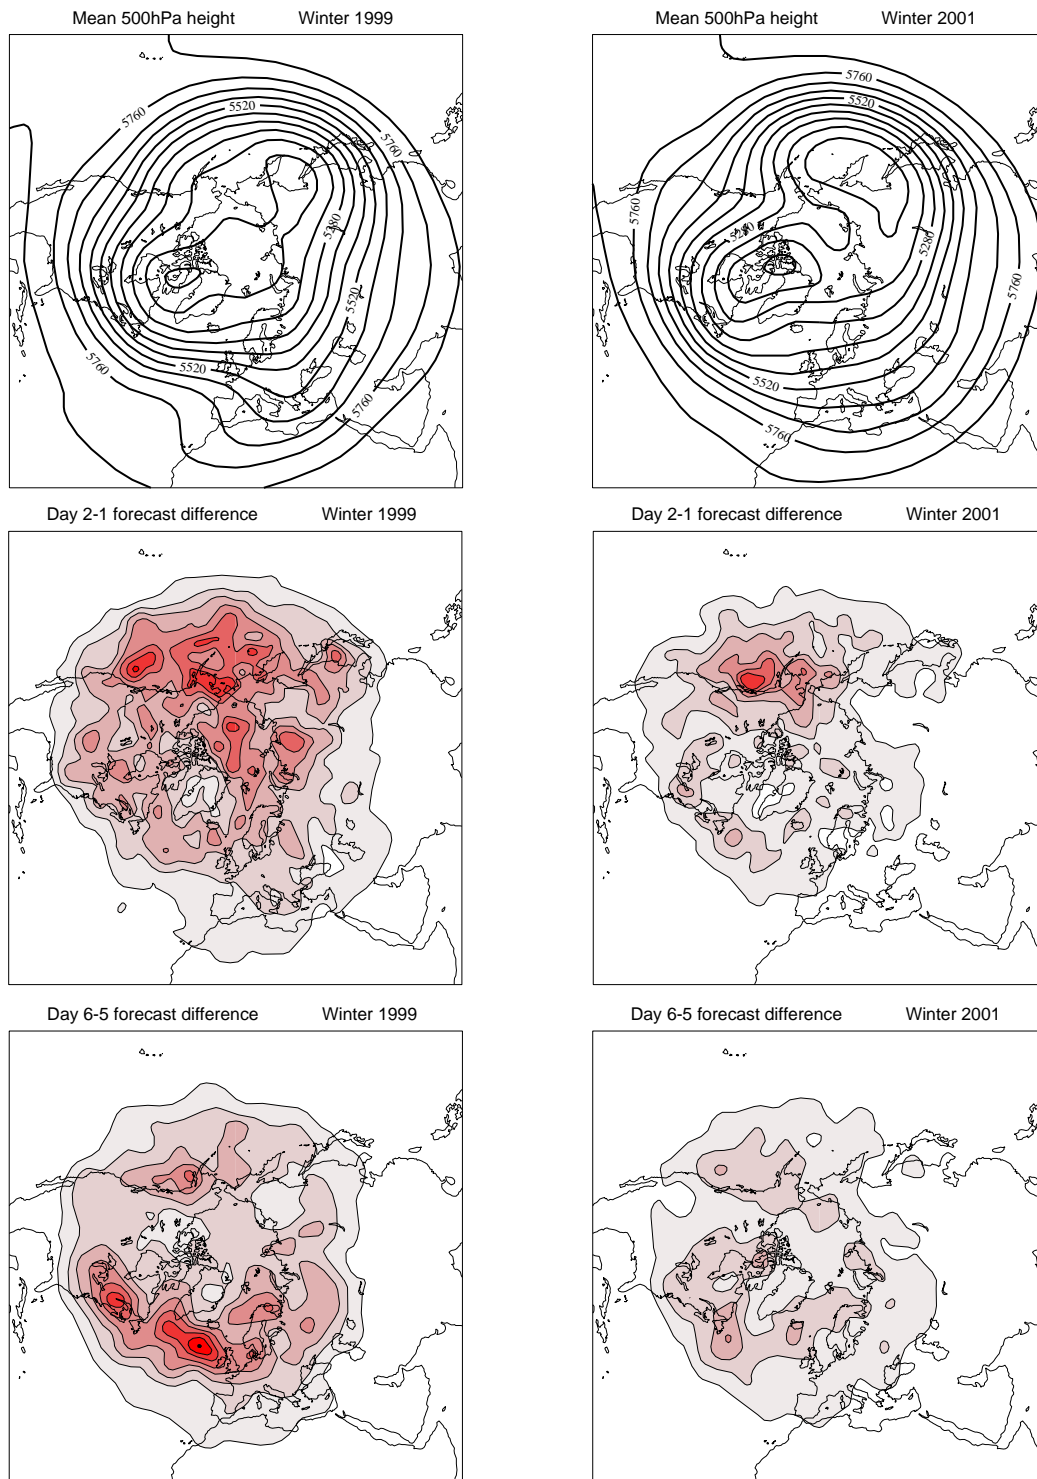 Mean 500hPa height Winter 1999
Mean 500hPa height Winter 2001
5760
5520
5760
5280
5520
5760
5520
5760
5760
5520
5760
5760
5280
5280
5760
5520
5760
Day 2-1 forecast difference Winter 1999
Day 2-1 forecast difference Winter 2001
Day 6-5 forecast difference Winter 1999
Day 6-5 forecast difference Winter 2001